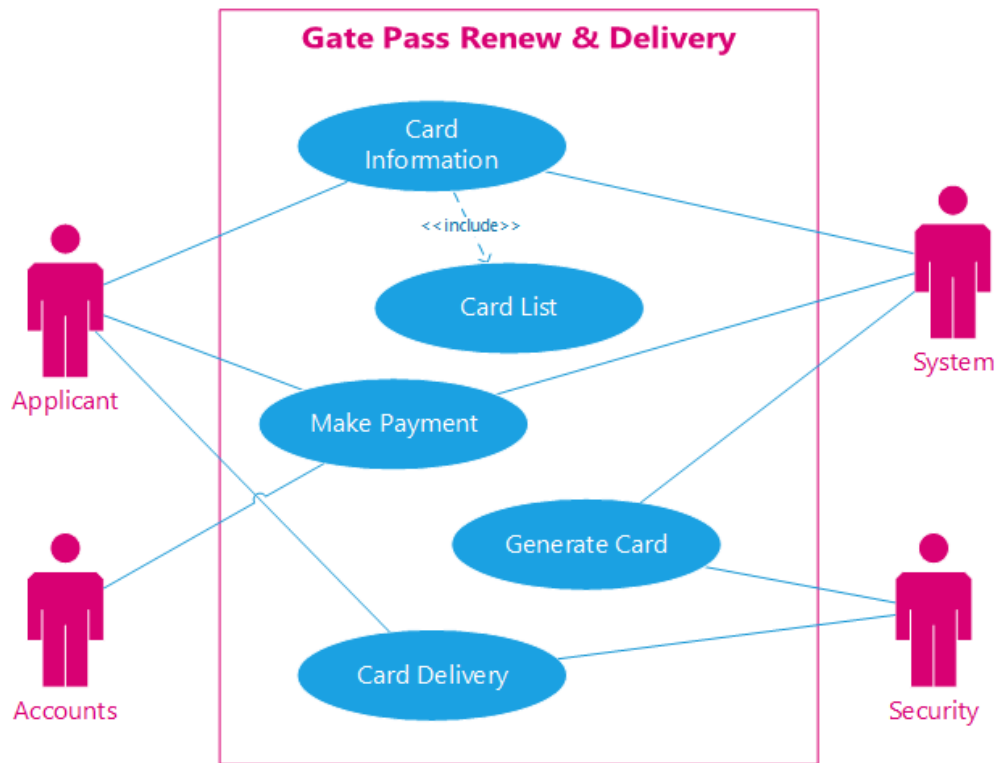 Gate Pass Renew & Delivery
Card
Information
<<include>>
Card List
Applicant
System
Make Payment
Generate Card
Card Delivery
Accounts
Security